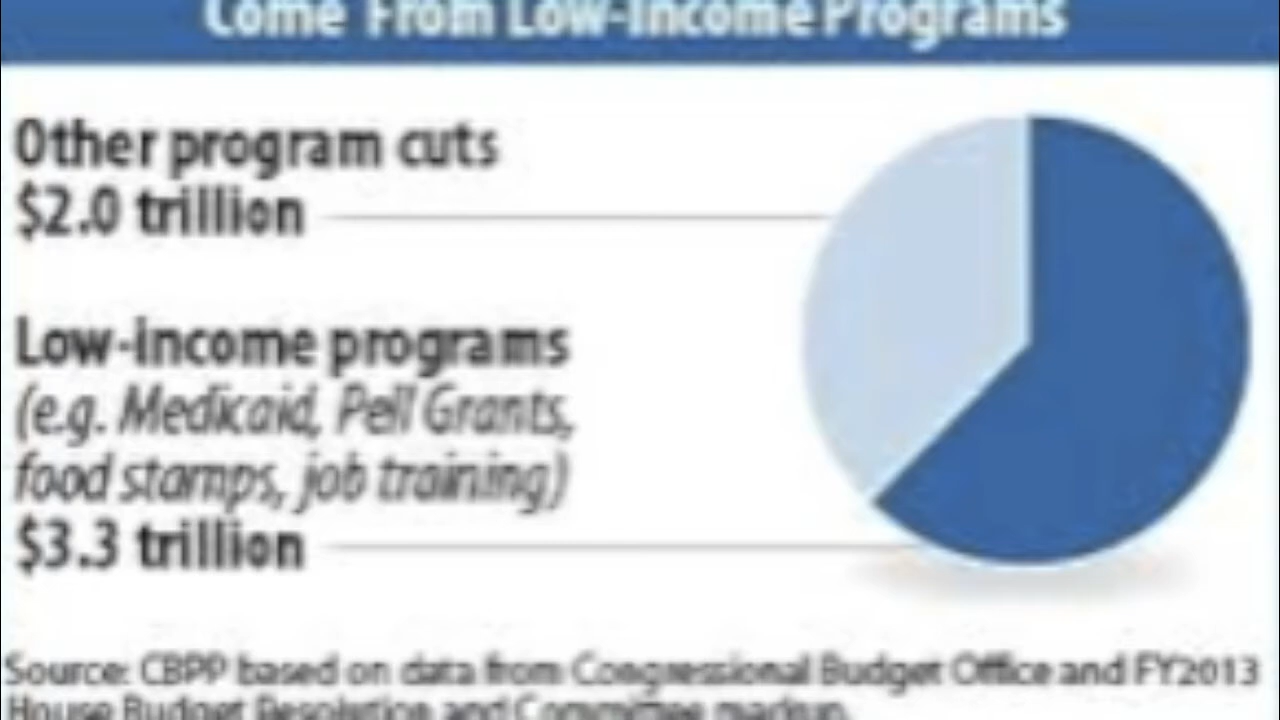 Come From Low-Income Programs
Other program cuts
$2.0 trillion
Low-income programs
(e.g. Medicaid, Pell Grants,
food stamps, job training)
$3.3 trillion
Source: CBPP based on data from Congressional Budget Office and FY2013
House Budget Resolution and Committee markup.